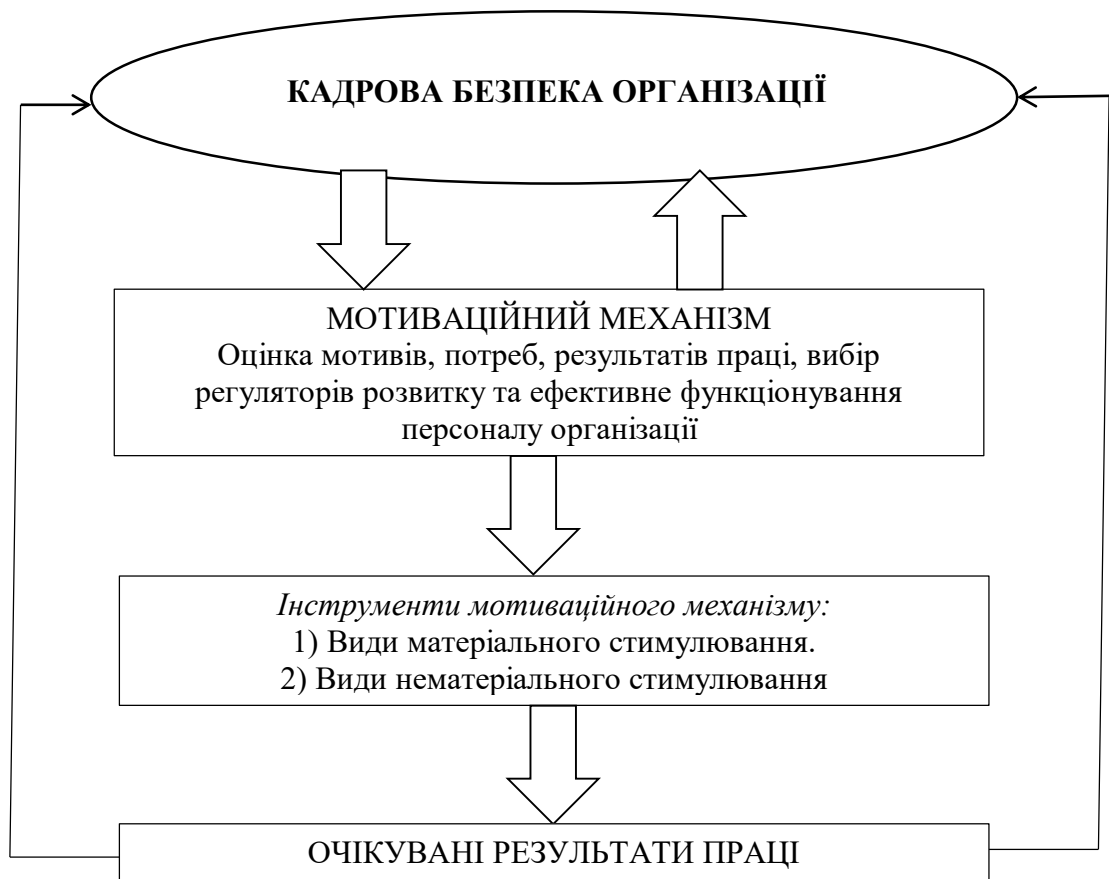 КАДРОВА БЕЗПЕКА ОРГАНІЗАЦІЇ
МОТИВАЦІЙНИЙ МЕХАНІЗМ
Оцінка мотивів, потреб, результатів праці, вибір
регуляторів розвитку та ефективне функціонування
персоналу організації
Інструменти мотиваційного механізму:
1) Види матеріального стимулювання.
2) Види нематеріального стимулювання
ОЧІКУВАНІ РЕЗУЛЬТАТИ ПРАЦІ